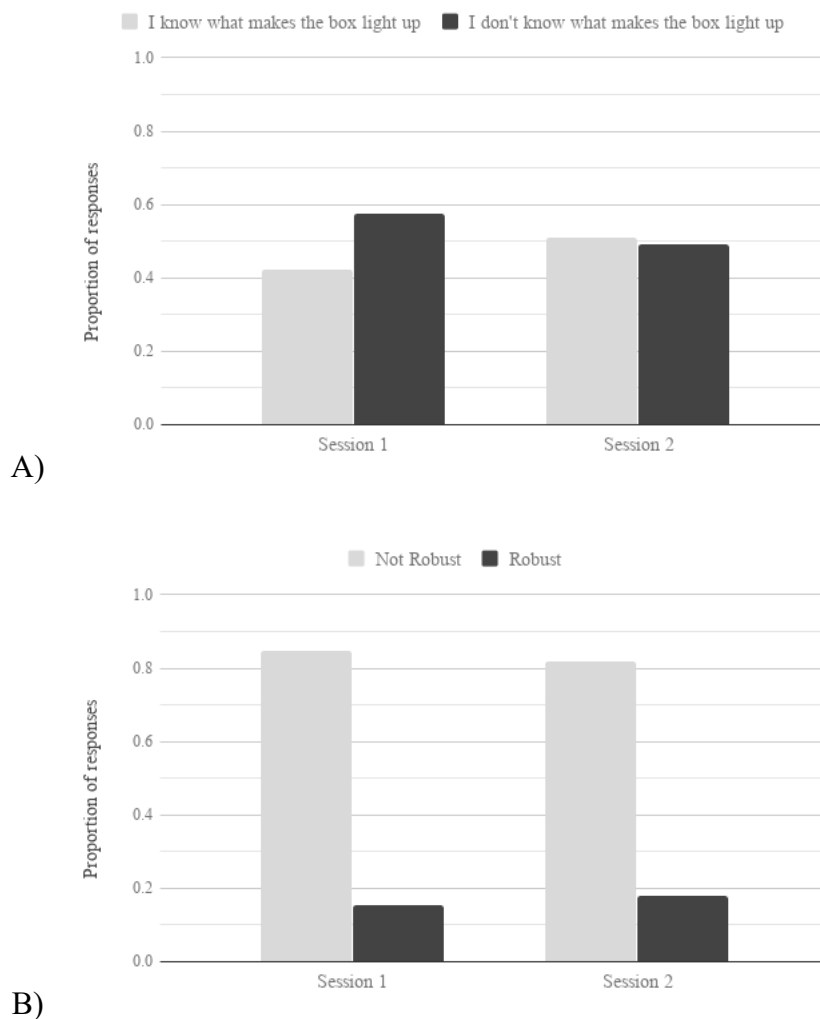 I know what makes the box light up I don't know what makes the box light up
1.0
0.8
0.6
0.4
0.2
0.0
Proportion of responses
Session 1 Session 2
A)
Not Robust Robust
1.0
0.8
0.6
0.4
0.2
0.0
Proportion of responses
Session 1 Session 2
B)